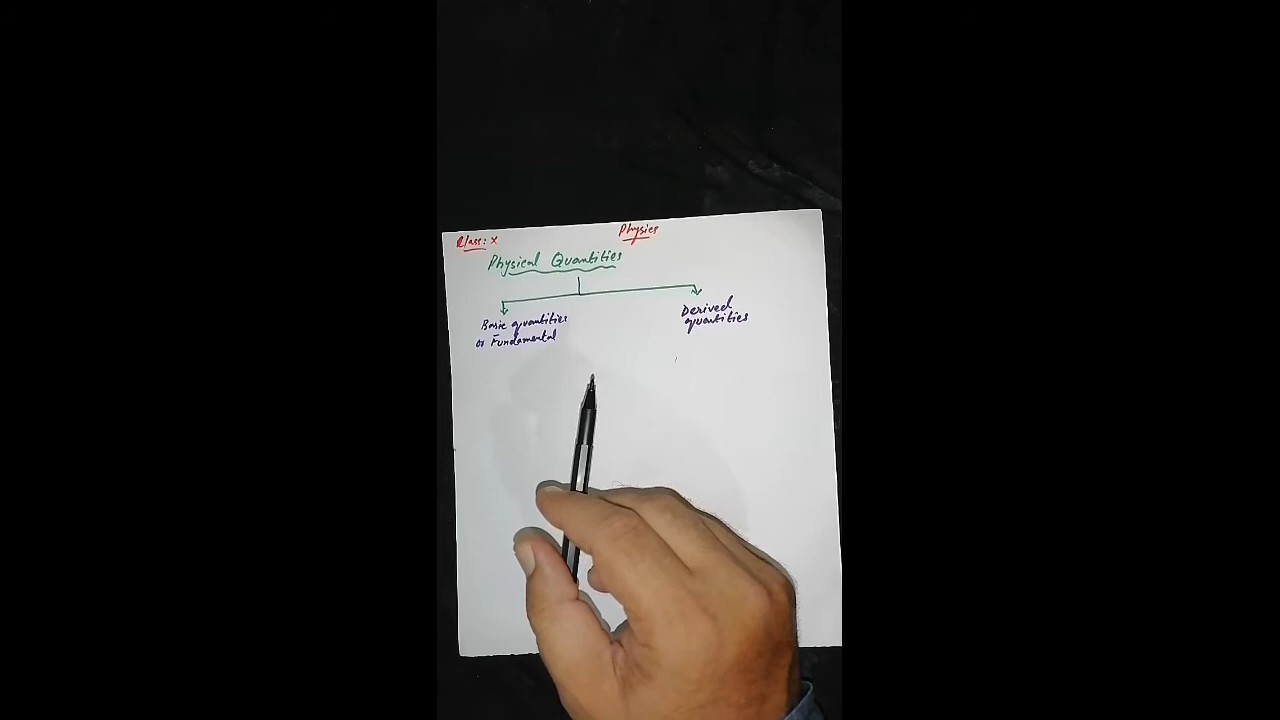 Class: X
Physics
Physical Quantities
Basic quantities
or Fundamental
Derived
quantities